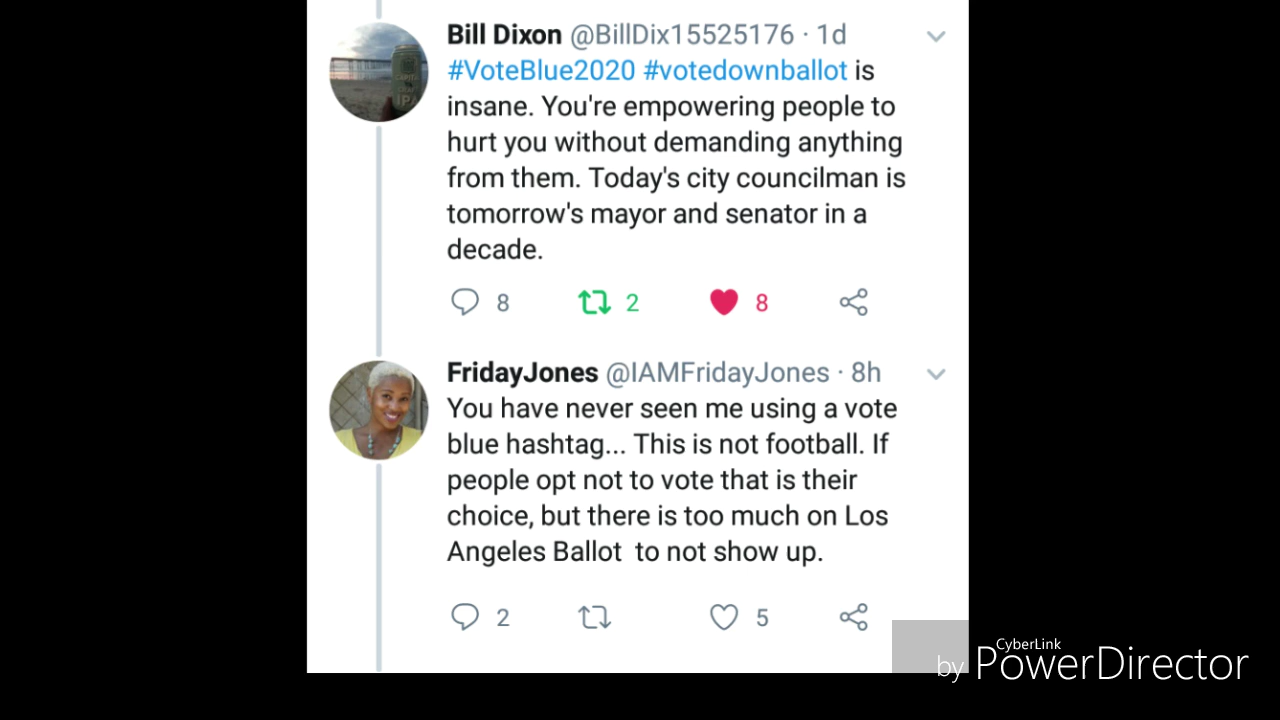 Bill Dixon @BillDix15525176 · 1d
#VoteBlue2020 #votedownballot is
insane. You're empowering people to
hurt you without demanding anything
from them. Today's city councilman is
tomorrow's mayor and senator in a
decade.
8 2 8
FridayJones @IAMFridayJones · 8h
You have never seen me using a vote
blue hashtag... This is not football. If
people opt not to vote that is their
choice, but there is too much on Los
Angeles Ballot to not show up.
2 5
CyberLink
by PowerDirector